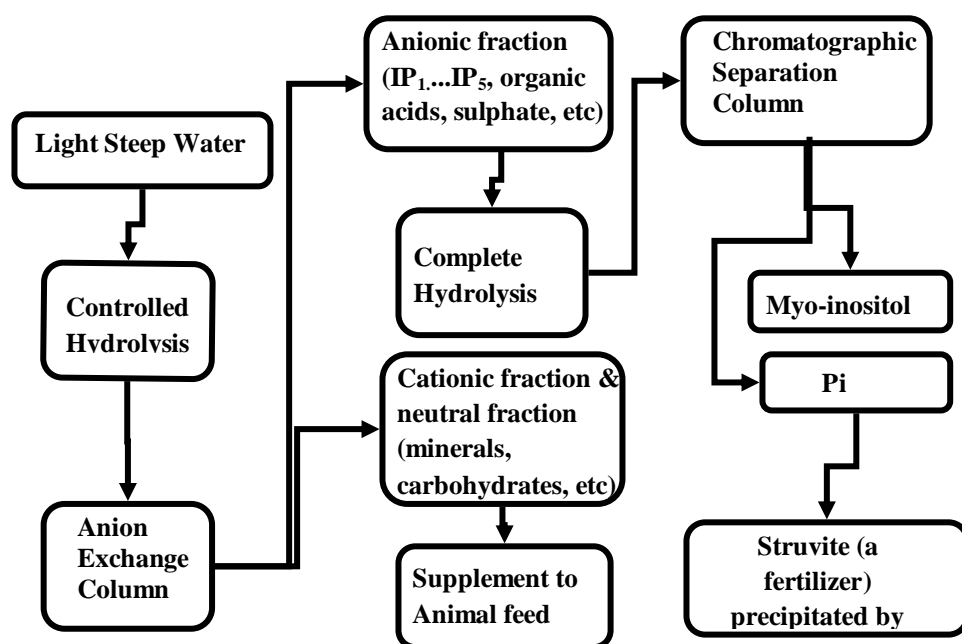 Light Steep Water
Controlled
Hydrolysis
Anion
Exchange
Column
Anionic fraction
(IP₁....IP₅, organic
acids, sulphate, etc)
Complete
Hydrolysis
Cationic fraction &
neutral fraction
(minerals,
carbohydrates, etc)
Supplement to
Animal feed
Chromatographic
Separation
Column
Myo-inositol
Pi
Struvite (a
fertilizer)
precipitated by